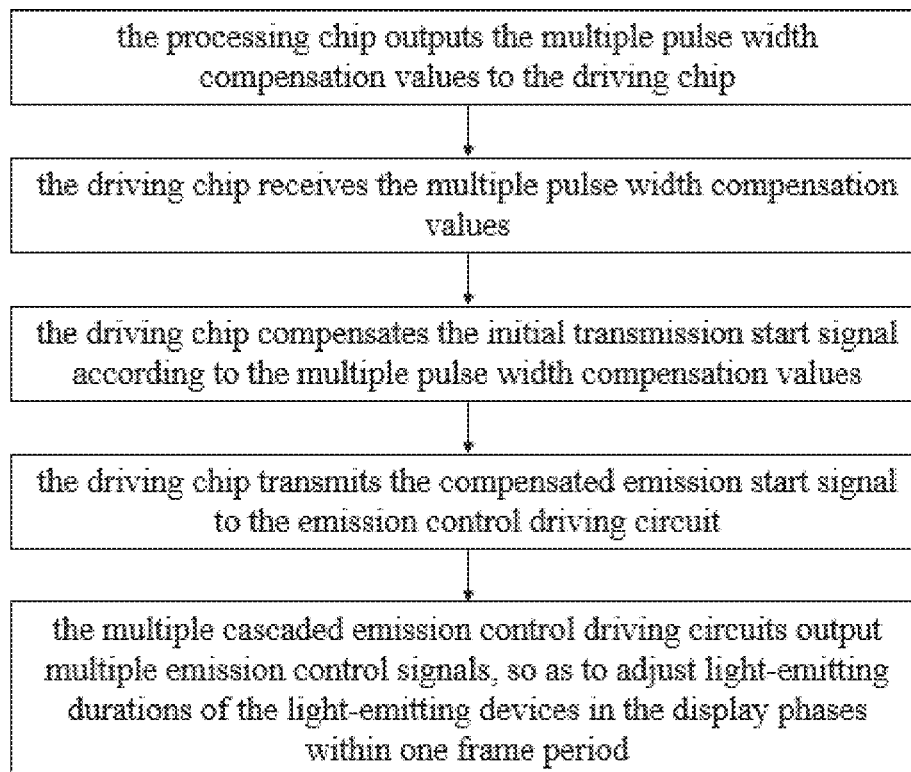 the processing chip outputs the multiple pulse width
compensation values to the driving chip
the driving chip receives the multiple pulse width compensation
values
the driving chip compensates the initial transmission start signal
according to the multiple pulse width compensation values
the driving chip transmits the compensated emission start signal
to the emission control driving circuit
the multiple cascaded emission control driving circuits output
multiple emission control signals, so as to adjust light-emitting
durations of the light-emitting devices in the display phases
within one frame period